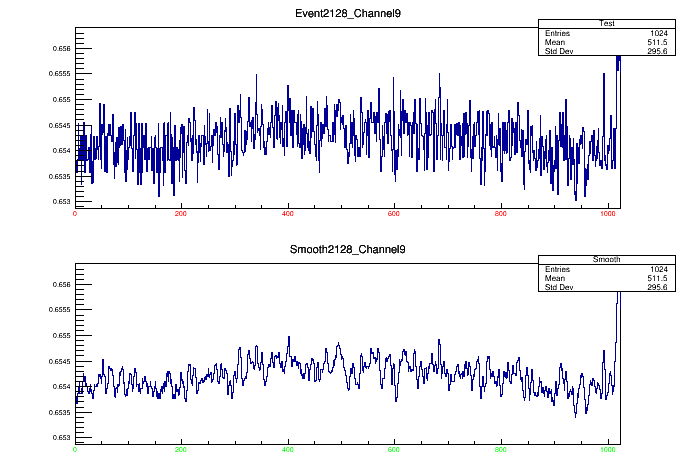 Event2128_Channel9
Test
Entries 1024
Mean 511.5
Std Dev 295.6
0.656
0.6555
0.655
0.6545
0.654
0.6535
0.653
0 200 400 600 800 1000
Smooth2128_Channel9
Smooth
Entries 1024
Mean 511.5
Std Dev 295.6
0.656
0.6555
0.655
0.6545
0.654
0.6535
0.653
0 200 400 600 800 1000